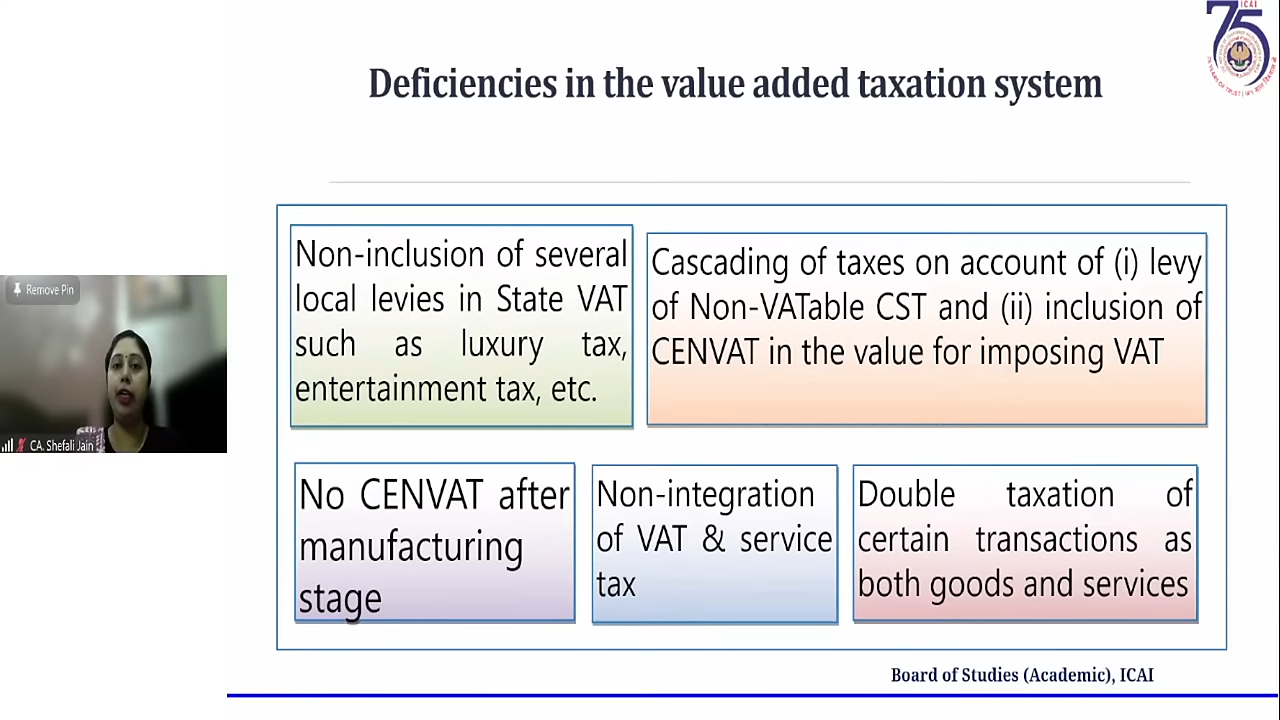 ICAI
75
Deficiencies in the value added taxation system
Non-inclusion of several
local levies in State VAT
such as luxury tax,
entertainment tax, etc.
Cascading of taxes on account of (i) levy
of Non-VATable CST and (ii) inclusion of
CENVAT in the value for imposing VAT
Remove Pin
CA. Shefali Jain
No CENVAT after
manufacturing
stage
Non-integration
of VAT & service
tax
Double taxation of
certain transactions as
both goods and services
Board of Studies (Academic), ICAI